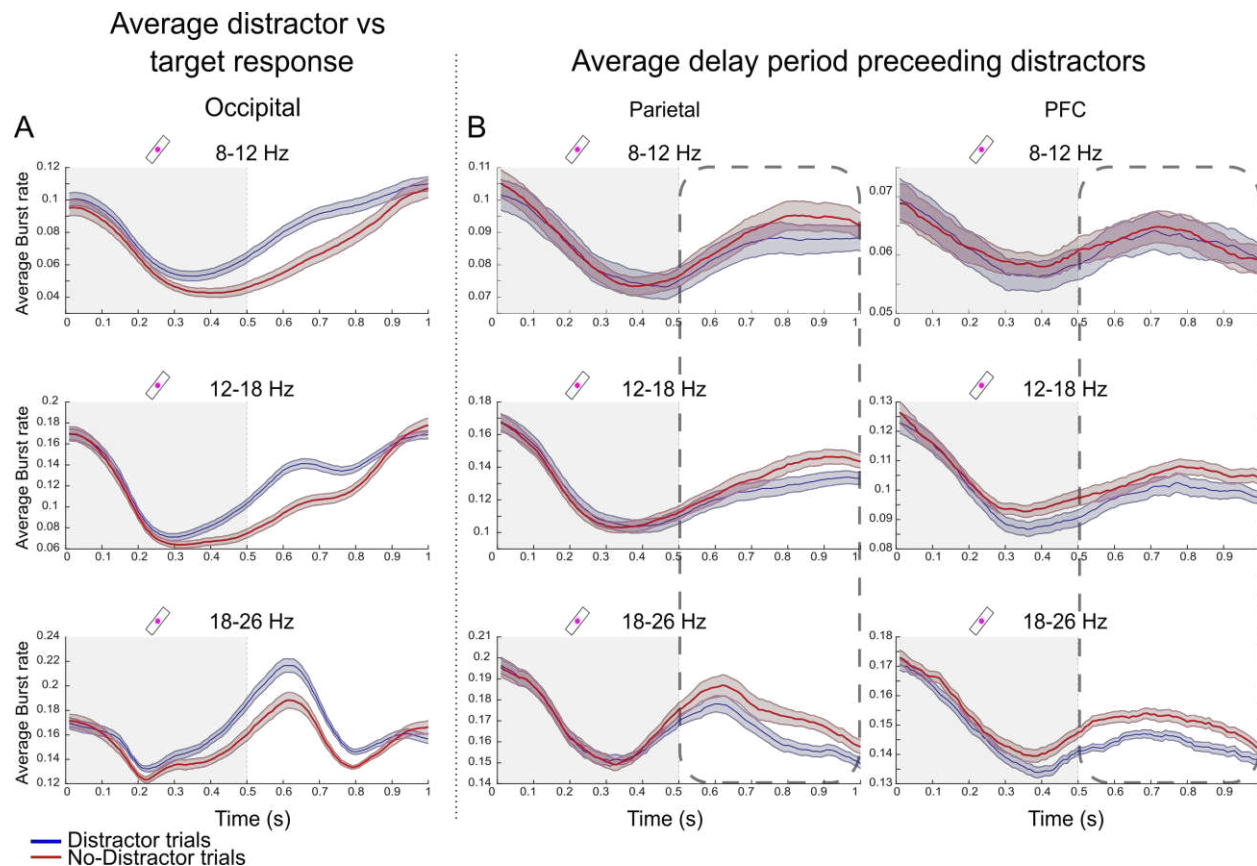 Average distractor vs
target response
Average delay period preceeding distractors
Occipital
Parietal
PFC
A
B
8-12 Hz
8-12 Hz
8-12 Hz
Average Burst rate
0.12
0.1
0.08
0.06
0.04
0 0.1 0.2 0.3 0.4 0.5 0.6 0.7 0.8 0.9 1
0.11
0.1
0.09
0.08
0.07
0 0.1 0.2 0.3 0.4 0.5 0.6 0.7 0.8 0.9 1
0.07
0.06
0.05
0 0.1 0.2 0.3 0.4 0.5 0.6 0.7 0.8 0.9
12-18 Hz
12-18 Hz
12-18 Hz
Average Burst rate
0.2
0.18
0.16
0.14
0.12
0.1
0.08
0.06
0 0.1 0.2 0.3 0.4 0.5 0.6 0.7 0.8 0.9 1
0.18
0.16
0.14
0.12
0.1
0 0.1 0.2 0.3 0.4 0.5 0.6 0.7 0.8 0.9 1
0.13
0.12
0.11
0.1
0.09
0.08
0 0.1 0.2 0.3 0.4 0.5 0.6 0.7 0.8 0.9
18-26 Hz
18-26 Hz
18-26 Hz
Average Burst rate
0.24
0.22
0.2
0.18
0.16
0.14
0.12
0 0.1 0.2 0.3 0.4 0.5 0.6 0.7 0.8 0.9 1
0.21
0.2
0.19
0.18
0.17
0.16
0.15
0.14
0 0.1 0.2 0.3 0.4 0.5 0.6 0.7 0.8 0.9 1
0.18
0.17
0.16
0.15
0.14
0.13
0 0.1 0.2 0.3 0.4 0.5 0.6 0.7 0.8 0.9
Time (s)
Time (s)
Time (s)
Distractor trials
No-Distractor trials